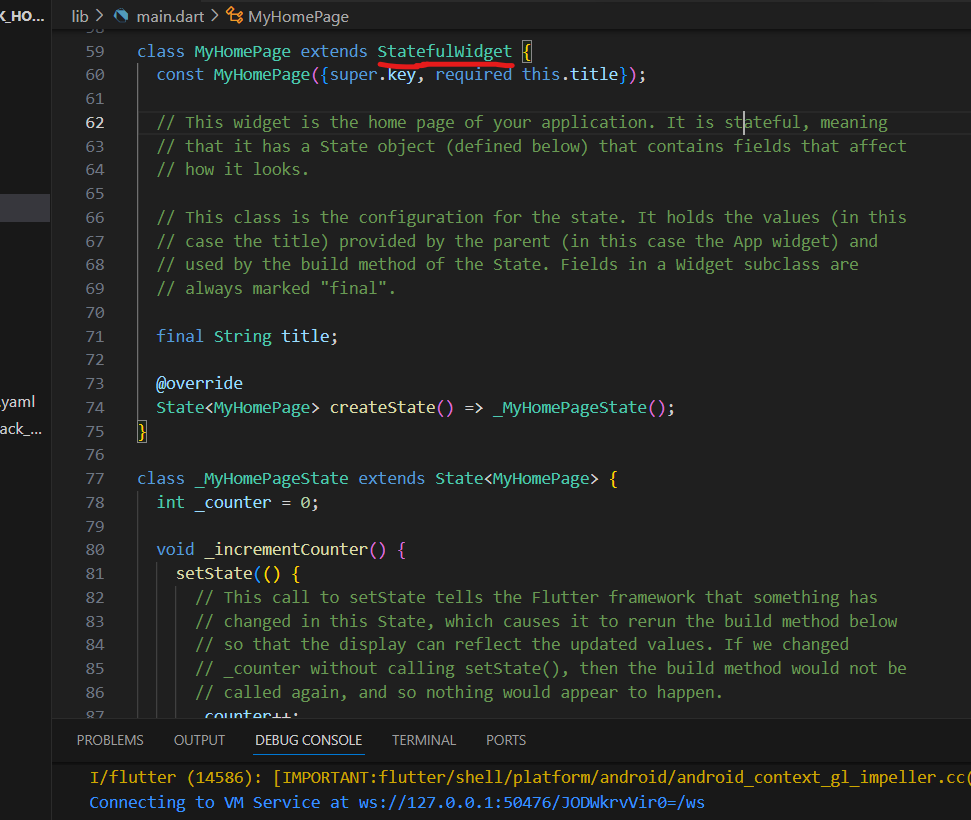 K_HO...
lib > main.dart > MyHomePage
58
59 class MyHomePage extends StatefulWidget {
60 const MyHomePage({super.key, required this.title});
61
62 // This widget is the home page of your application. It is stateful, meaning
63 // that it has a State object (defined below) that contains fields that affect
64 // how it looks.
65
66 // This class is the configuration for the state. It holds the values (in this
67 // case the title) provided by the parent (in this case the App widget) and
68 // used by the build method of the State. Fields in a Widget subclass are
69 // always marked "final".
70
71 final String title;
72
73 @override
.yaml
74 State<MyHomePage> createState() => _MyHomePageState();
ack_...
75 }
76
77 class _MyHomePageState extends State<MyHomePage> {
78 int _counter = 0;
79
80 void _incrementCounter() {
81 setState(() {
82 // This call to setState tells the Flutter framework that something has
83 // changed in this State, which causes it to rerun the build method below
84 // so that the display can reflect the updated values. If we changed
85 // _counter without calling setState(), then the build method would not be
86 // called again, and so nothing would appear to happen.
87 _counter++;
PROBLEMS OUTPUT DEBUG CONSOLE TERMINAL PORTS
I/flutter (14586): [IMPORTANT:flutter/shell/platform/android/android_context_gl_impeller.cc(
Connecting to VM Service at ws://127.0.0.1:50476/JODWkrvVir0=/ws